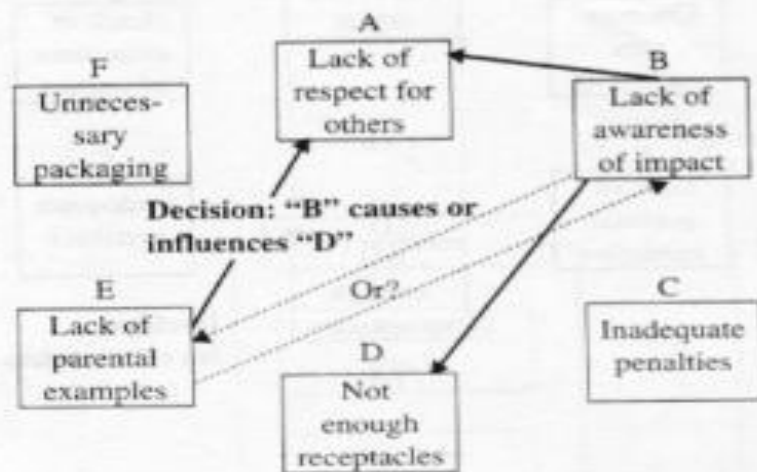 A
Lack of
respect for
others
B
Lack of
awareness
of impact
F
Unneces-
sary
packaging
Decision: “B” causes or
influences “D”
Or?
E
Lack of
parental
examples
C
Inadequate
penalties
D
Not
enough
receptacles